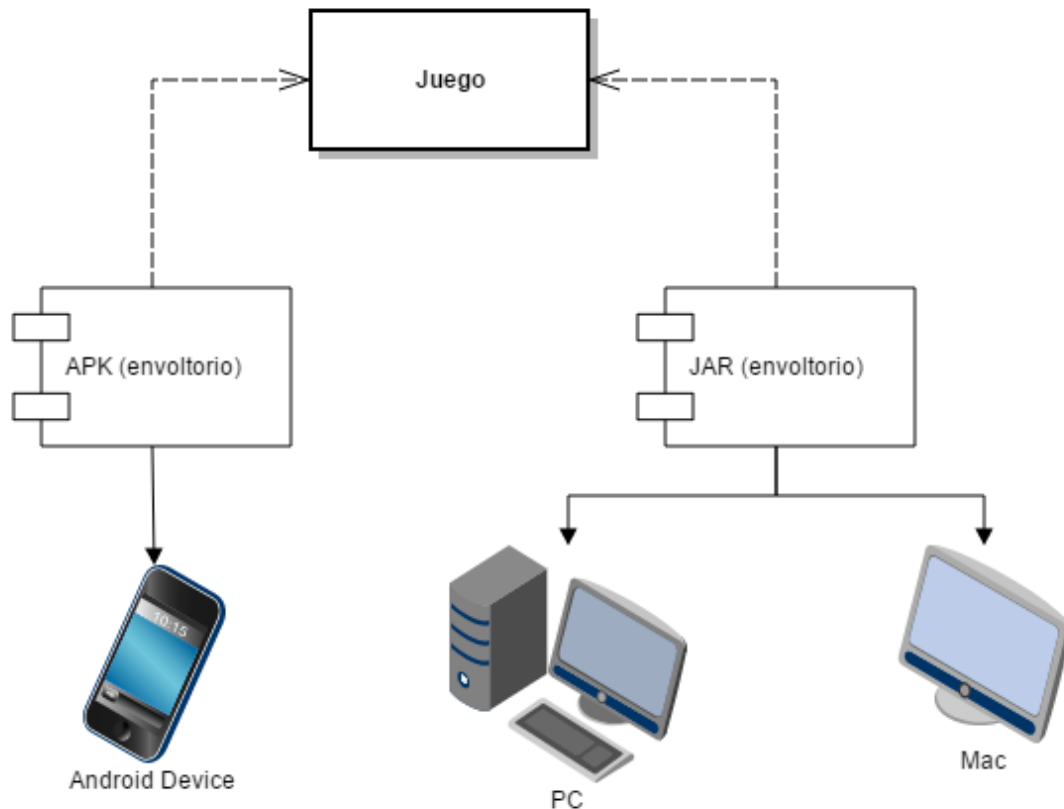 Juego
APK (envoltorio)
JAR (envoltorio)
10:15
Android Device
PC
Mac